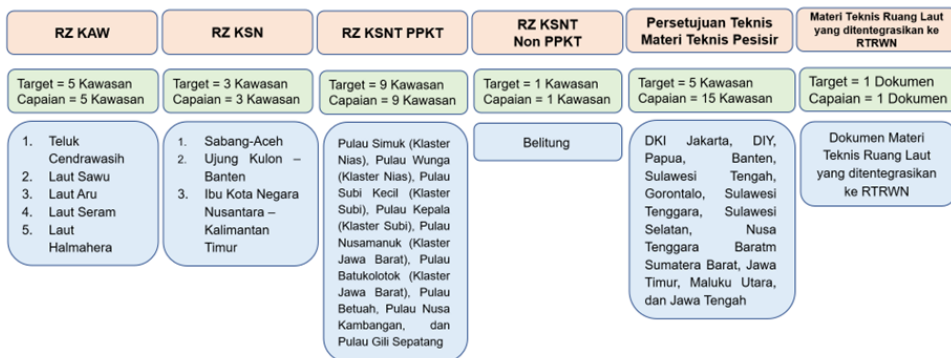 RZ KAW
Target = 5 Kawasan
Capaian = 5 Kawasan
1. Teluk
Cendrawasih
2. Laut Sawu
3. Laut Aru
4. Laut Seram
5. Laut
Halmahera
RZ KSN
Target = 3 Kawasan
Capaian = 3 Kawasan
1. Sabang-Aceh
2. Ujung Kulon –
Banten
3. Ibu Kota Negara
Nusantara –
Kalimantan
Timur
RZ KSNT PPKT
Target = 9 Kawasan
Capaian = 9 Kawasan
Pulau Simuk (Klaster
Nias), Pulau Wunga
(Klaster Nias), Pulau
Subi Kecil (Klaster
Subi), Pulau Kepala
(Klaster Subi), Pulau
Nusamanuk (Klaster
Jawa Barat), Pulau
Batukolotok (Klaster
Jawa Barat), Pulau
Betuah, Pulau Nusa
Kambangan, dan
Pulau Gili Sepatang
RZ KSNT
Non PPKT
Target = 1 Kawasan
Capaian = 1 Kawasan
Belitung
Persetujuan Teknis
Materi Teknis Pesisir
Target = 5 Kawasan
Capaian = 15 Kawasan
DKI Jakarta, DIY,
Papua, Banten,
Sulawesi Tengah,
Gorontalo, Sulawesi
Tenggara, Sulawesi
Selatan, Nusa
Tenggara Baratm
Sumatera Barat, Jawa
Timur, Maluku Utara,
dan Jawa Tengah
Materi Teknis Ruang Laut
yang ditentegrasikan ke
RTRWN
Target = 1 Dokumen
Capaian = 1 Dokumen
Dokumen Materi
Teknis Ruang Laut
yang ditentegrasikan
ke RTRWN